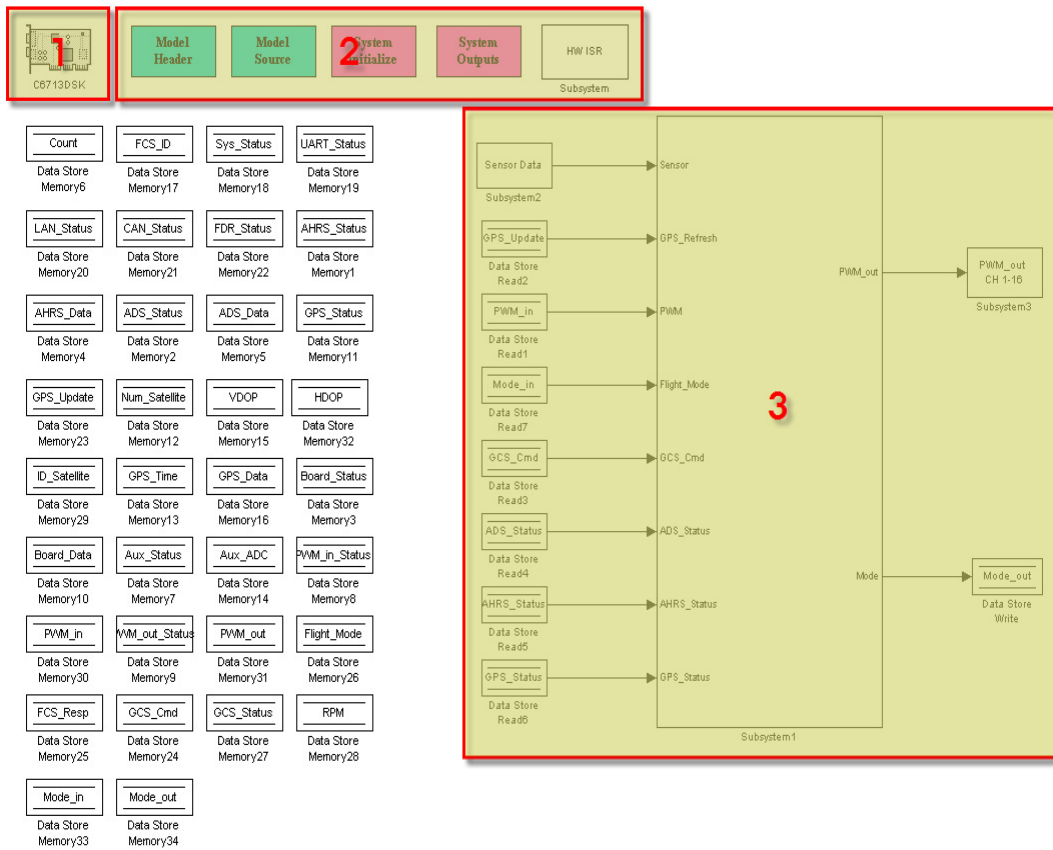 1
C6713DSK
2
Model
Header
Model
Source
System
Initialize
System
Outputs
HW ISR
Subsystem
Count
Data Store
Memory6
FCS_ID
Data Store
Memory17
Sys_Status
Data Store
Memory18
UART_Status
Data Store
Memory19
LAN_Status
Data Store
Memory20
CAN_Status
Data Store
Memory21
FDR_Status
Data Store
Memory22
AHRS_Status
Data Store
Memory1
AHRS_Data
Data Store
Memory4
ADS_Status
Data Store
Memory2
ADS_Data
Data Store
Memory5
GPS_Status
Data Store
Memory11
GPS_Update
Data Store
Memory23
Num_Satellite
Data Store
Memory12
VDOP
Data Store
Memory15
HDOP
Data Store
Memory32
ID_Satellite
Data Store
Memory29
GPS_Time
Data Store
Memory13
GPS_Data
Data Store
Memory16
Board_Status
Data Store
Memory3
Board_Data
Data Store
Memory10
Aux_Status
Data Store
Memory7
Aux_ADC
Data Store
Memory14
PWM_in_Status
Data Store
Memory8
PWM_in
Data Store
Memory30
WM_out_Status
Data Store
Memory9
PWM_out
Data Store
Memory31
Flight_Mode
Data Store
Memory26
FCS_Resp
Data Store
Memory25
GCS_Cmd
Data Store
Memory24
GCS_Status
Data Store
Memory27
RPM
Data Store
Memory28
Mode_in
Data Store
Memory33
Mode_out
Data Store
Memory34
3
Sensor Data
Subsystem2
GPS_Update
Data Store
Read2
PWM_in
Data Store
Read1
Mode_in
Data Store
Read7
GCS_Cmd
Data Store
Read3
ADS_Status
Data Store
Read4
AHRS_Status
Data Store
Read5
GPS_Status
Data Store
Read6
Sensor
GPS_Refresh
PWM
Flight_Mode
GCS_Cmd
ADS_Status
AHRS_Status
GPS_Status
PWM_out
Mode
Subsystem1
PWM_out
CH 1-16
Subsystem3
Mode_out
Data Store
Write